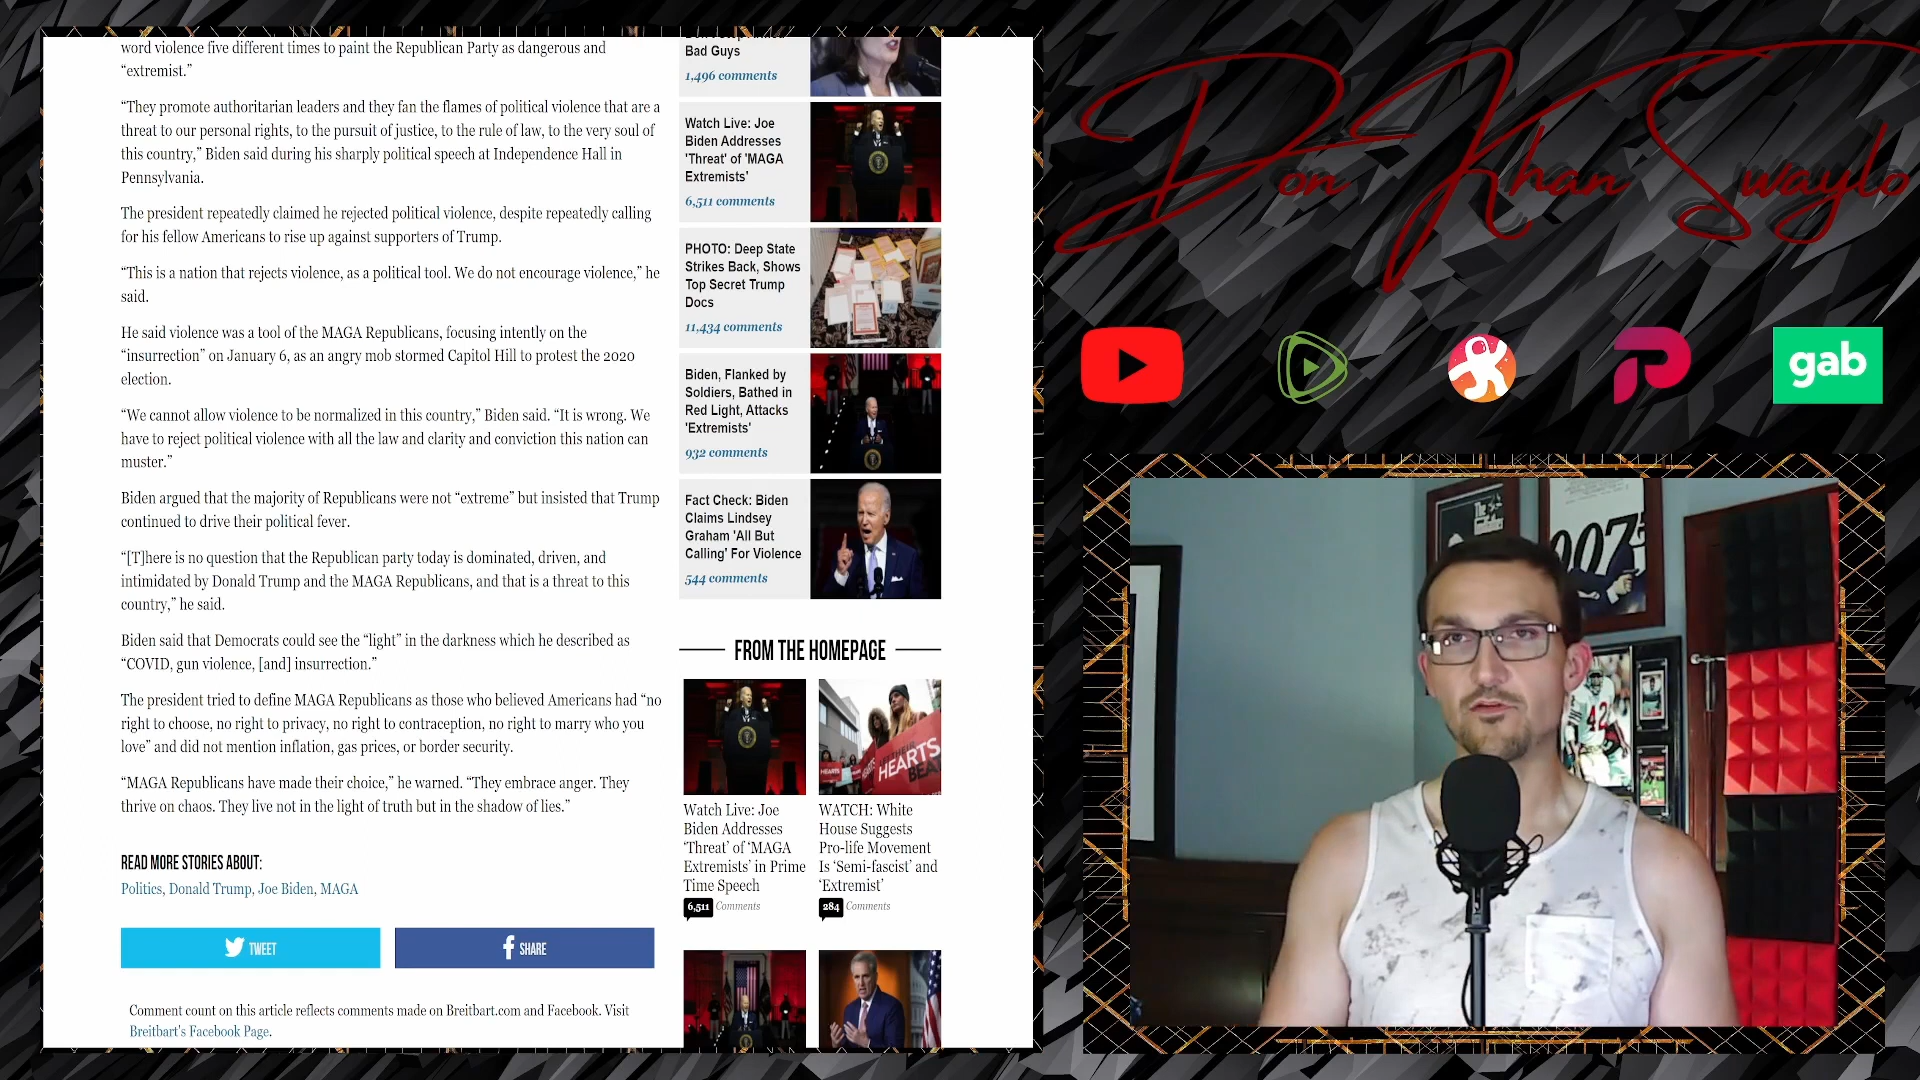 word violence five different times to paint the Republican Party as dangerous and
“extremist.”
“They promote authoritarian leaders and they fan the flames of political violence that are a
threat to our personal rights, to the pursuit of justice, to the rule of law, to the very soul of
this country,” Biden said during his sharply political speech at Independence Hall in
Pennsylvania.
The president repeatedly claimed he rejected political violence, despite repeatedly calling
for his fellow Americans to rise up against supporters of Trump.
“This is a nation that rejects violence, as a political tool. We do not encourage violence,” he
said.
He said violence was a tool of the MAGA Republicans, focusing intently on the
“insurrection” on January 6, as an angry mob stormed Capitol Hill to protest the 2020
election.
“We cannot allow violence to be normalized in this country,” Biden said. “It is wrong. We
have to reject political violence with all the law and clarity and conviction this nation can
muster.”
Biden argued that the majority of Republicans were not “extreme” but insisted that Trump
continued to drive their political fever.
“[T]here is no question that the Republican party today is dominated, driven, and
intimidated by Donald Trump and the MAGA Republicans, and that is a threat to this
country,” he said.
Biden said that Democrats could see the “light” in the darkness which he described as
“COVID, gun violence, [and] insurrection.”
The president tried to define MAGA Republicans as those who believed Americans had “no
right to choose, no right to privacy, no right to contraception, no right to marry who you
love” and did not mention inflation, gas prices, or border security.
“MAGA Republicans have made their choice,” he warned. “They embrace anger. They
thrive on chaos. They live not in the light of truth but in the shadow of lies.”
READ MORE STORIES ABOUT:
Politics, Donald Trump, Joe Biden, MAGA
TWEET
SHARE
Comment count on this article reflects comments made on Breitbart.com and Facebook. Visit
Breitbart's Facebook Page.
Bad Guys
1,496 comments
Watch Live: Joe
Biden Addresses
'Threat' of 'MAGA
Extremists'
6,511 comments
PHOTO: Deep State
Strikes Back, Shows
Top Secret Trump
Docs
11,434 comments
Biden, Flanked by
Soldiers, Bathed in
Red Light, Attacks
'Extremists'
932 comments
Fact Check: Biden
Claims Lindsey
Graham 'All But
Calling' For Violence
544 comments
FROM THE HOMEPAGE
HEARTS
HEARTS
BEA
Watch Live: Joe
Biden Addresses
‘Threat’ of ‘MAGA
Extremists’ in Prime
Time Speech
6,511 Comments
WATCH: White
House Suggests
Pro-life Movement
Is ‘Semi-fascist’ and
‘Extremist’
284 Comments
Don Khan Swaylo
gab
007
42